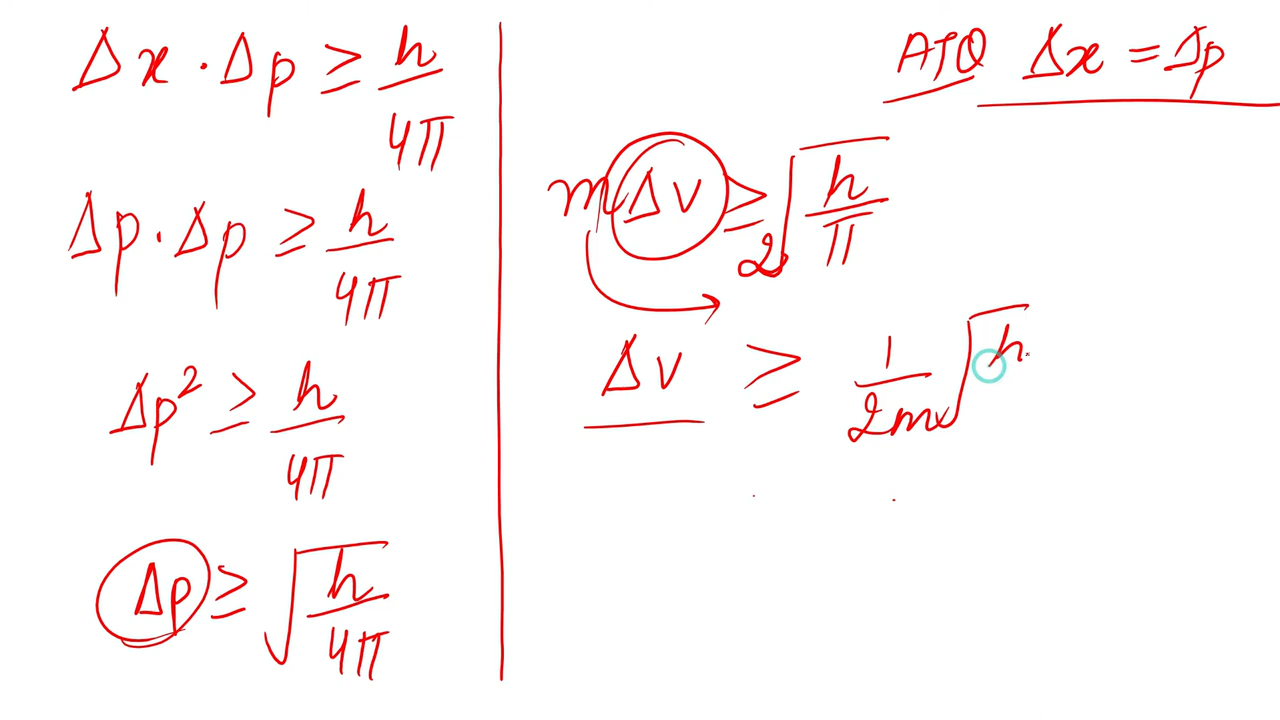 Δx · Δp ≥ h/4π
Δp · Δp ≥ h/4π
Δp² ≥ h/4π
Δp ≥ √(h/4π)
ATQ Δx = Δp
mΔv ≥ 2√(h/π)
Δv ≥ 1/2m √h